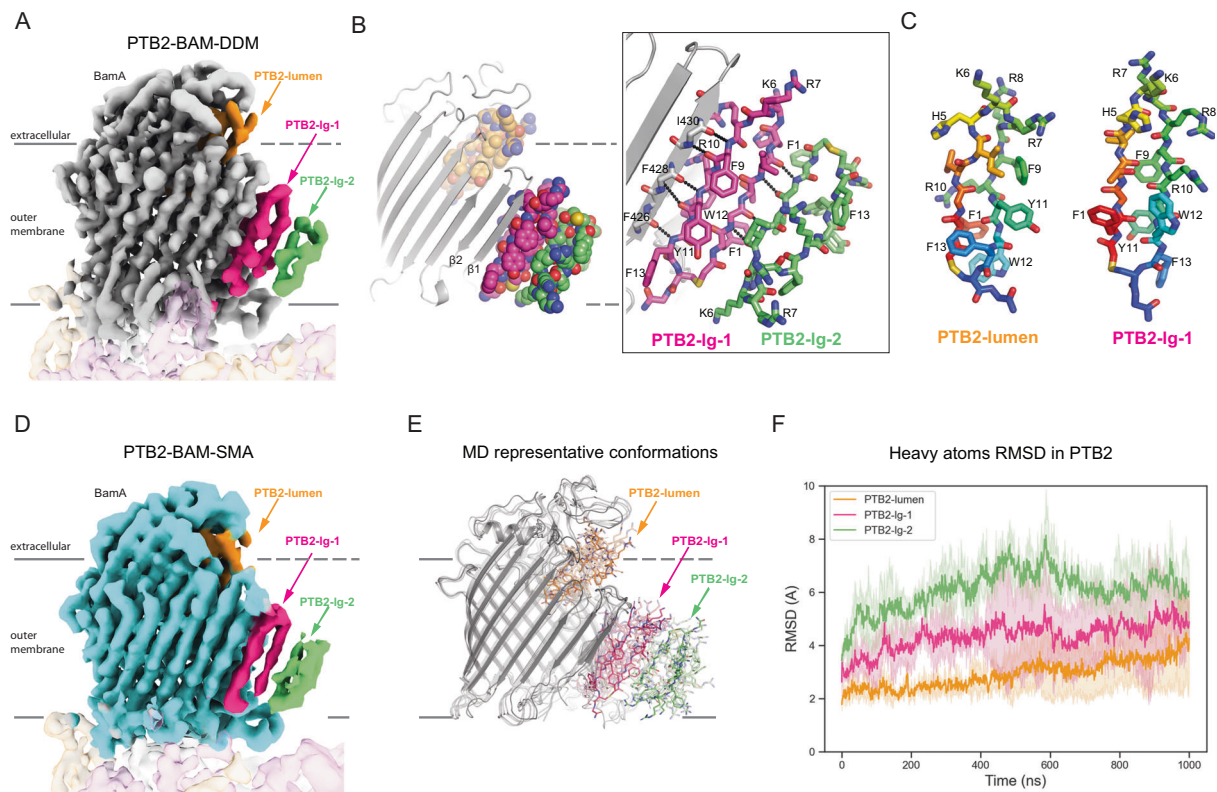 A
PTB2-BAM-DDM
BamA
PTB2-lumen
PTB2-lg-1
extracellular
PTB2-lg-2
outer
membrane
B
β2
β1
K6
R7
I430
R10
F1
F428
F9
F426
W12
F13
Y11
F1
F13
K6
R7
PTB2-lg-1
PTB2-lg-2
C
K6
R8
H5
R7
F9
R10
F1
Y11
F13
W12
PTB2-lumen
R7
K6
H5
R8
F9
R10
F1
W12
Y11
F13
PTB2-lg-1
D
PTB2-BAM-SMA
BamA
PTB2-lumen
extracellular
PTB2-lg-1
PTB2-lg-2
outer
membrane
E
MD representative conformations
PTB2-lumen
PTB2-lg-1
PTB2-lg-2
F
Heavy atoms RMSD in PTB2
PTB2-lumen
PTB2-lg-1
PTB2-lg-2
RMSD (A)
10
8
6
4
2
0
0
200
400
600
800
1000
Time (ns)